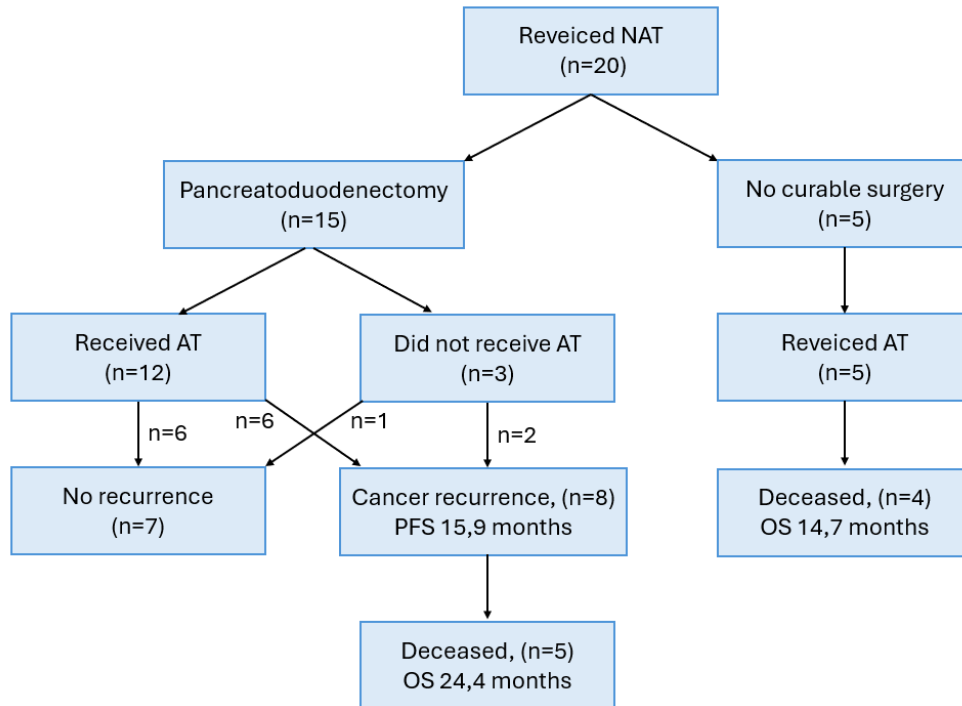 Reveiced NAT
(n=20)
Pancreatoduodenectomy
(n=15)
No curable surgery
(n=5)
Received AT
(n=12)
Did not receive AT
(n=3)
Reveiced AT
(n=5)
n=6
n=6
n=1
n=2
No recurrence
(n=7)
Cancer recurrence, (n=8)
PFS 15,9 months
Deceased, (n=4)
OS 14,7 months
Deceased, (n=5)
OS 24,4 months